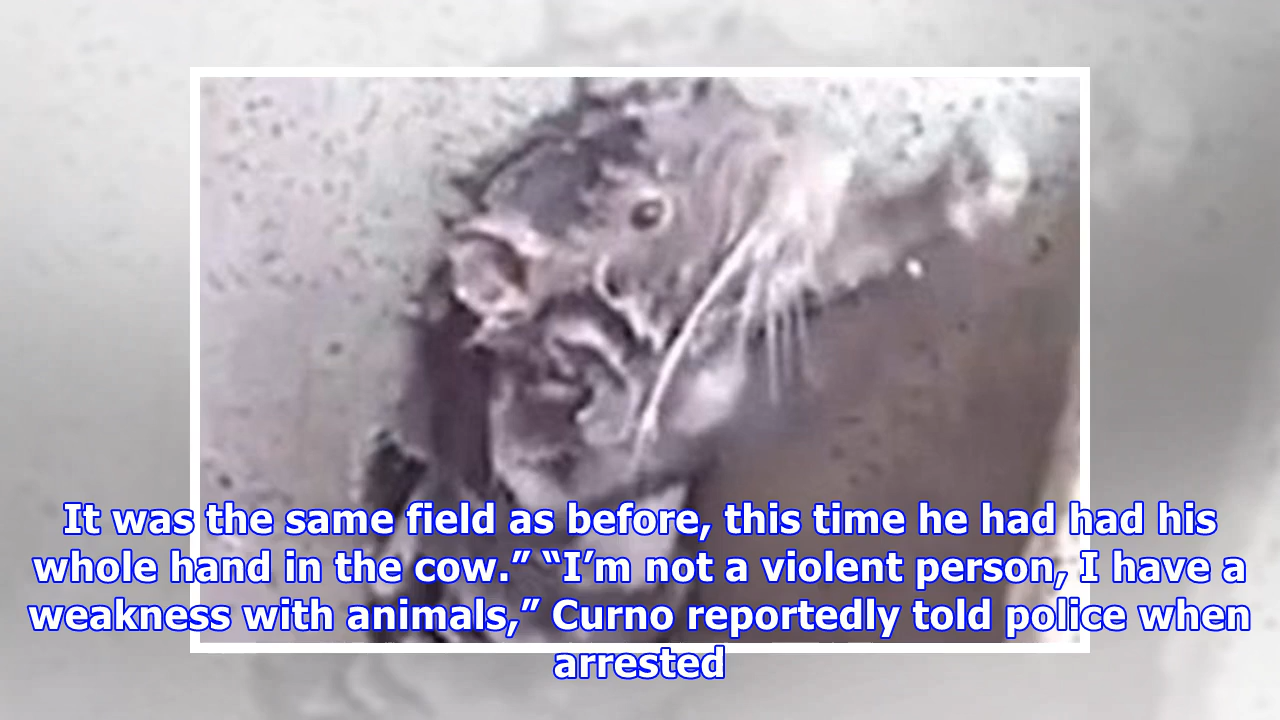 It was the same field as before, this time he had had his
whole hand in the cow.” “I’m not a violent person, I have a
weakness with animals,” Curno reportedly told police when
arrested